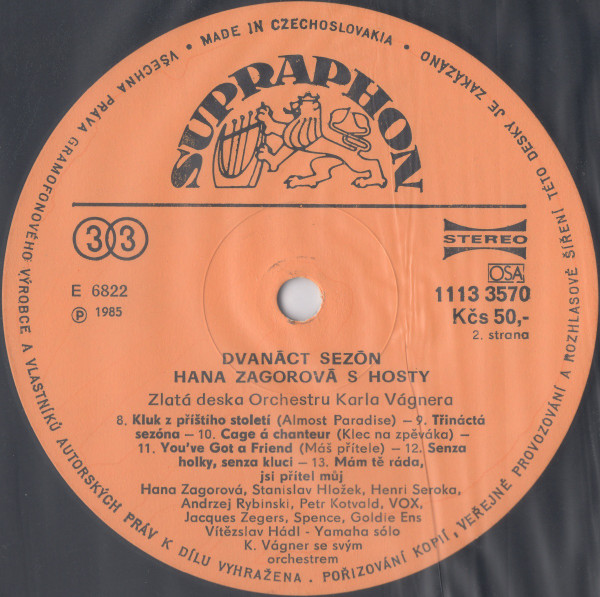 • MADE IN CZECHOSLOVAKIA •
VŠECHNA PRÁVA GRAMOFONOVÉHO VÝROBCE A VLASTNÍKŮ AUTORSKÝCH PRÁV K DÍLU VYHRAŽENA . POŘIZOVÁNÍ KOPIÍ, VEŘEJNÉ PROVOZOVÁNÍ A ROZHLASOVÉ ŠÍŘENÍ TÉTO DESKY JE ZAKÁZÁNO
SUPRAPHON
33
STEREO
OSA
E 6822
1113 3570
Ⓟ 1985
Kčs 50,-
2. strana
DVANÁCT SEZÓN
HANA ZAGOROVÁ S HOSTY
Zlatá deska Orchestru Karla Vágnera
8. Kluk z příštího století (Almost Paradise) – 9. Třináctá
sezóna – 10. Cage á chanteur (Klec na zpěváka) –
11. You've Got a Friend (Máš přítele) – 12. Senza
holky, senza kluci – 13. Mám tě ráda,
jsi přítel můj
Hana Zagorová, Stanislav Hložek, Henri Seroka,
Andrzej Rybinski, Petr Kotvald, VOX,
Jacques Zegers, Spence, Goldie Ens
Vítězslav Hádl - Yamaha sólo
K. Vágner se svým
orchestrem